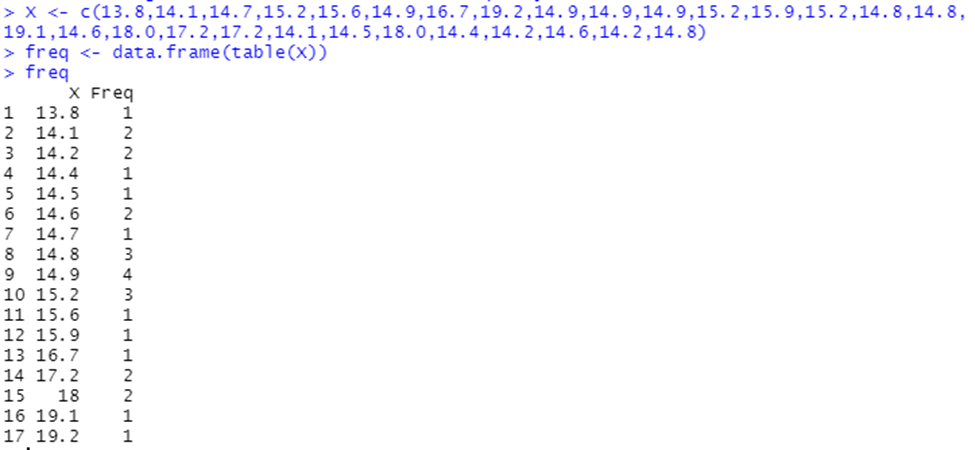 > X <- c(13.8,14.1,14.7,15.2,15.6,14.9,16.7,19.2,14.9,14.9,14.9,15.2,15.9,15.2,14.8,14.8,
19.1,14.6,18.0,17.2,17.2,14.1,14.5,18.0,14.4,14.2,14.6,14.2,14.8)
> freq <- data.frame(table(X))
> freq
X Freq
1 13.8 1
2 14.1 2
3 14.2 2
4 14.4 1
5 14.5 1
6 14.6 2
7 14.7 1
8 14.8 3
9 14.9 4
10 15.2 3
11 15.6 1
12 15.9 1
13 16.7 1
14 17.2 2
15 18 2
16 19.1 1
17 19.2 1